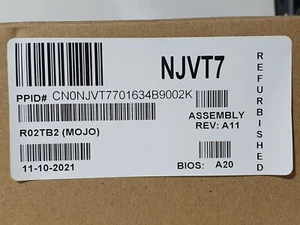 NJVT7
PPID# CN0NJVT7701634B9002K
ASSEMBLY
REV: A11
R02TB2 (MOJO)
11-10-2021
BIOS: A20
REFURBISHED